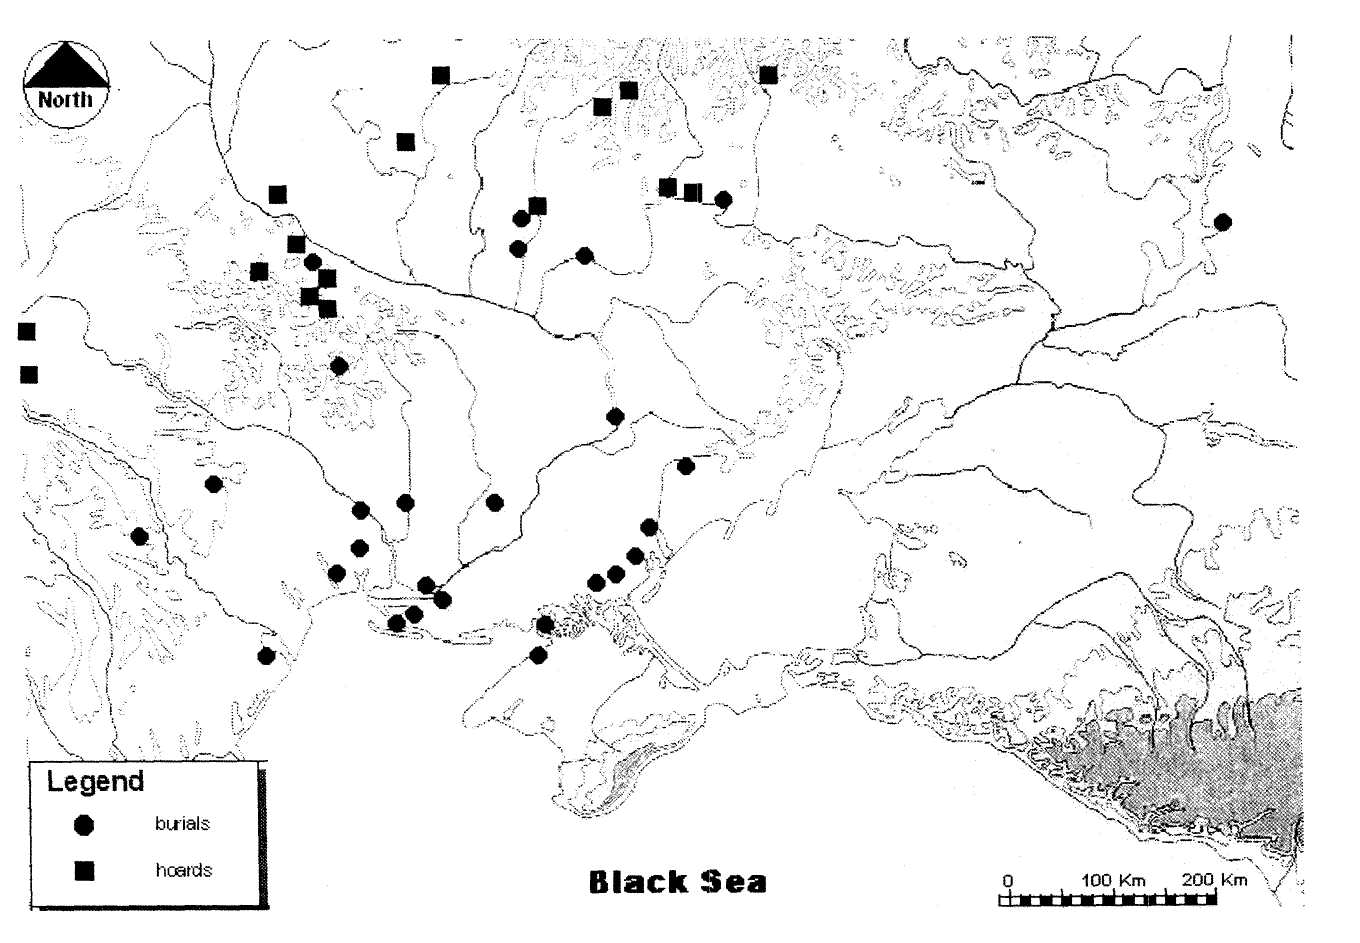 North
Legend
burials
hoards
Black Sea
0 100 Km 200 Km